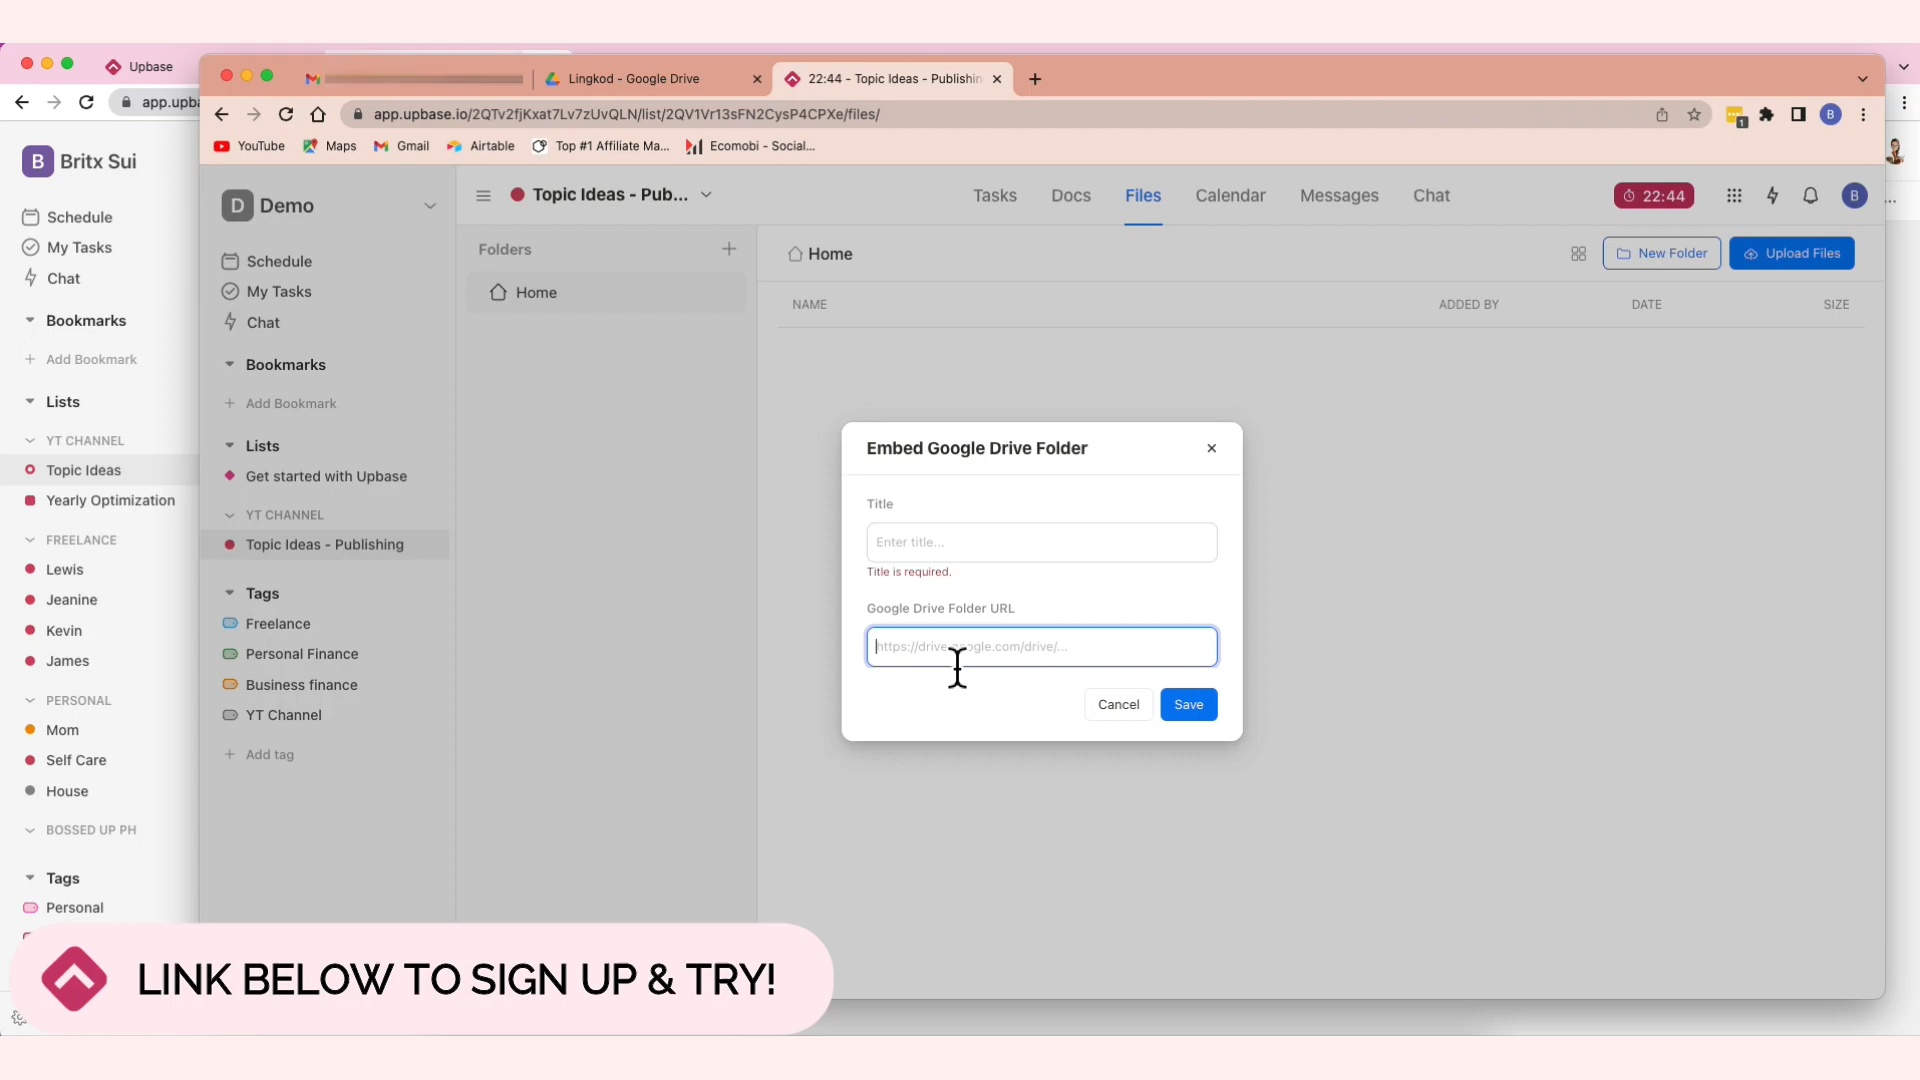 Upbase
Lingkod - Google Drive
22:44 - Topic Ideas - Publishin
app.upba
app.upbase.io/2QTv2fjKxat7Lv7zUvQLN/list/2QV1Vr13sFN2CysP4CPXe/files/
1
B
YouTube
Maps
Gmail
Airtable
Top #1 Affiliate Ma...
Ecomobi - Social...
B Britx Sui
Schedule
My Tasks
Chat
Bookmarks
Add Bookmark
Lists
YT CHANNEL
Topic Ideas
Yearly Optimization
FREELANCE
Lewis
Jeanine
Kevin
James
PERSONAL
Mom
Self Care
House
BOSSED UP PH
Tags
Personal
D Demo
Schedule
My Tasks
Chat
Bookmarks
Add Bookmark
Lists
Get started with Upbase
YT CHANNEL
Topic Ideas - Publishing
Tags
Freelance
Personal Finance
Business finance
YT Channel
Add tag
Topic Ideas - Pub...
Tasks
Docs
Files
Calendar
Messages
Chat
22:44
B
Folders
Home
Home
New Folder
Upload Files
NAME
ADDED BY
DATE
SIZE
Embed Google Drive Folder
Title
Enter title...
Title is required.
Google Drive Folder URL
https://drive.google.com/drive/...
Cancel
Save
LINK BELOW TO SIGN UP & TRY!